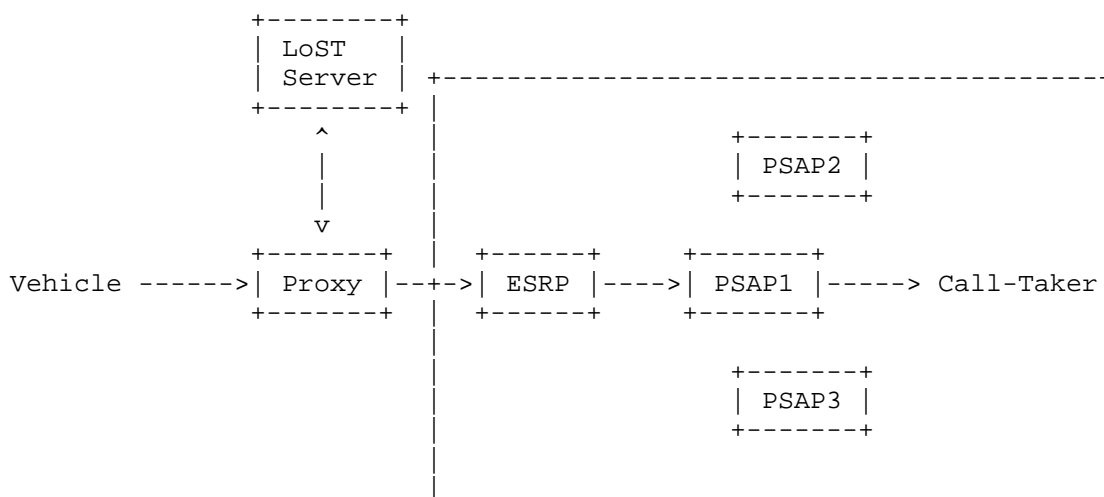 LoST
Server
PSAP2
Vehicle ------>| Proxy |--+->| ESRP |---->| PSAP1 |-----> Call-Taker
PSAP3